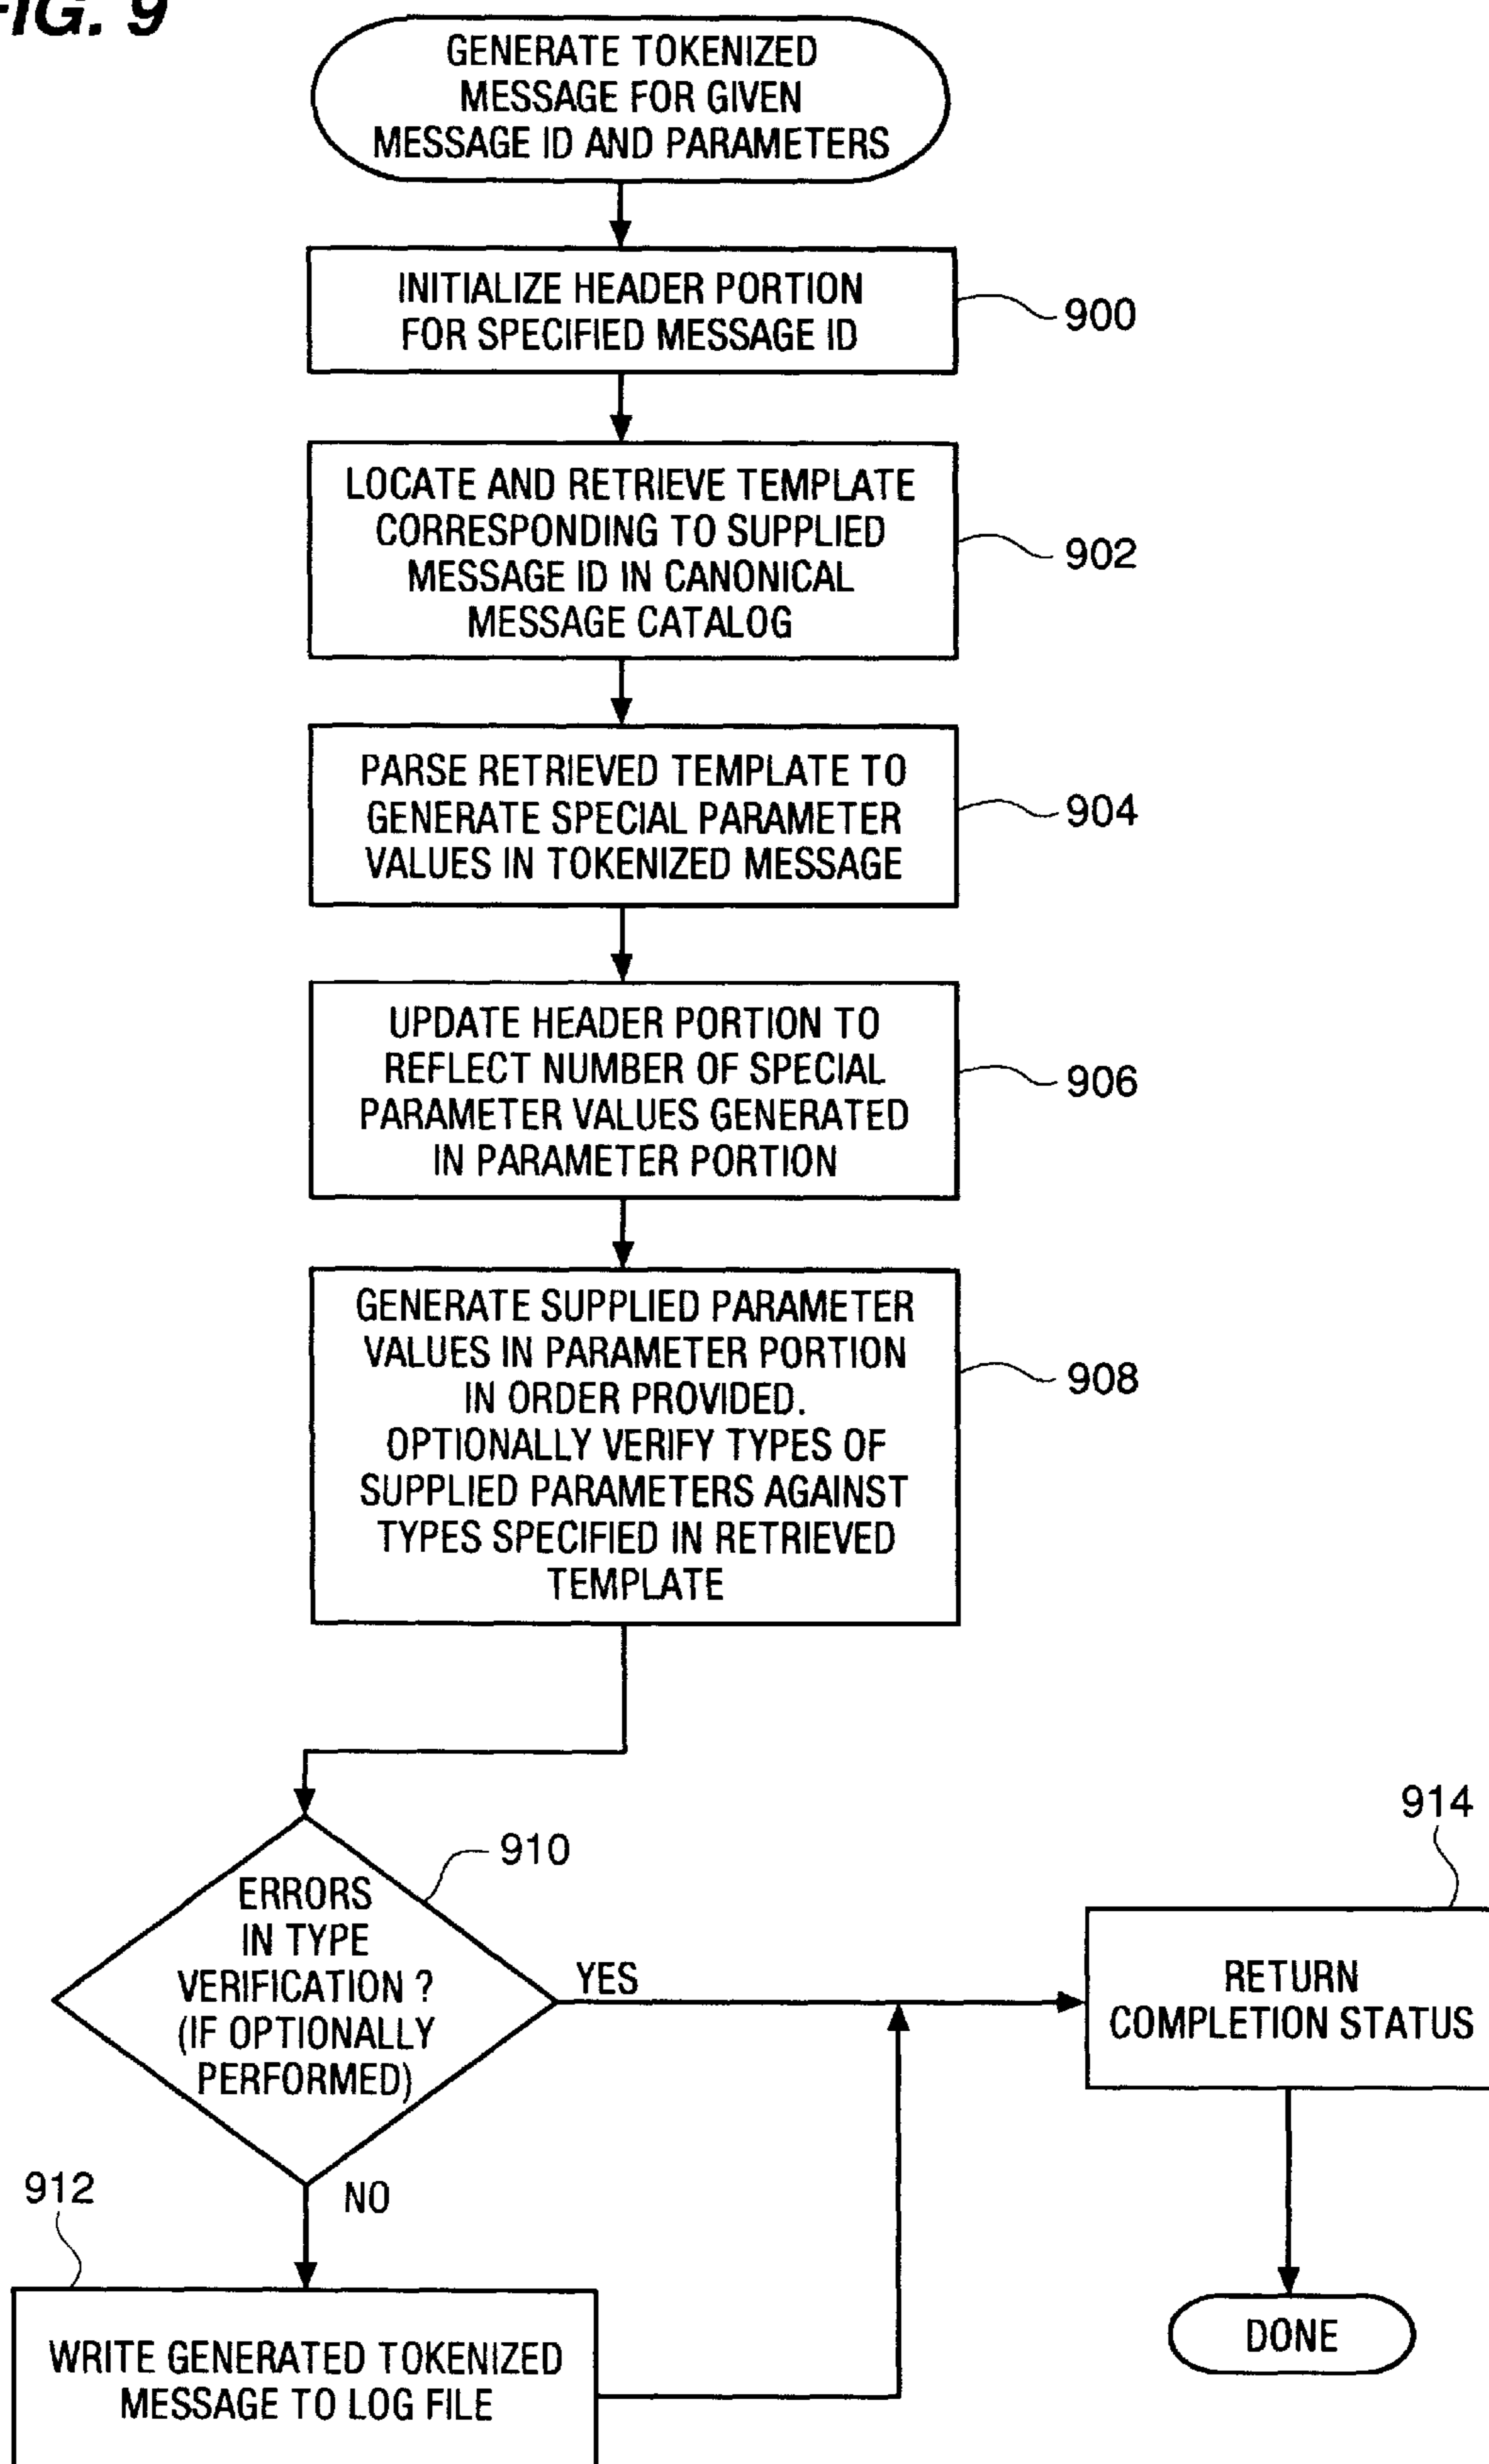 FIG. 9
GENERATE TOKENIZED
MESSAGE FOR GIVEN
MESSAGE ID AND PARAMETERS
INITIALIZE HEADER PORTION
FOR SPECIFIED MESSAGE ID
900
LOCATE AND RETRIEVE TEMPLATE
CORRESPONDING TO SUPPLIED
MESSAGE ID IN CANONICAL
MESSAGE CATALOG
902
PARSE RETRIEVED TEMPLATE TO
GENERATE SPECIAL PARAMETER
VALUES IN TOKENIZED MESSAGE
904
UPDATE HEADER PORTION TO
REFLECT NUMBER OF SPECIAL
PARAMETER VALUES GENERATED
IN PARAMETER PORTION
906
GENERATE SUPPLIED PARAMETER
VALUES IN PARAMETER PORTION
IN ORDER PROVIDED.
OPTIONALLY VERIFY TYPES OF
SUPPLIED PARAMETERS AGAINST
TYPES SPECIFIED IN RETRIEVED
TEMPLATE
908
910
ERRORS
IN TYPE
VERIFICATION ?
(IF OPTIONALLY
PERFORMED)
YES
NO
914
RETURN
COMPLETION STATUS
912
WRITE GENERATED TOKENIZED
MESSAGE TO LOG FILE
DONE